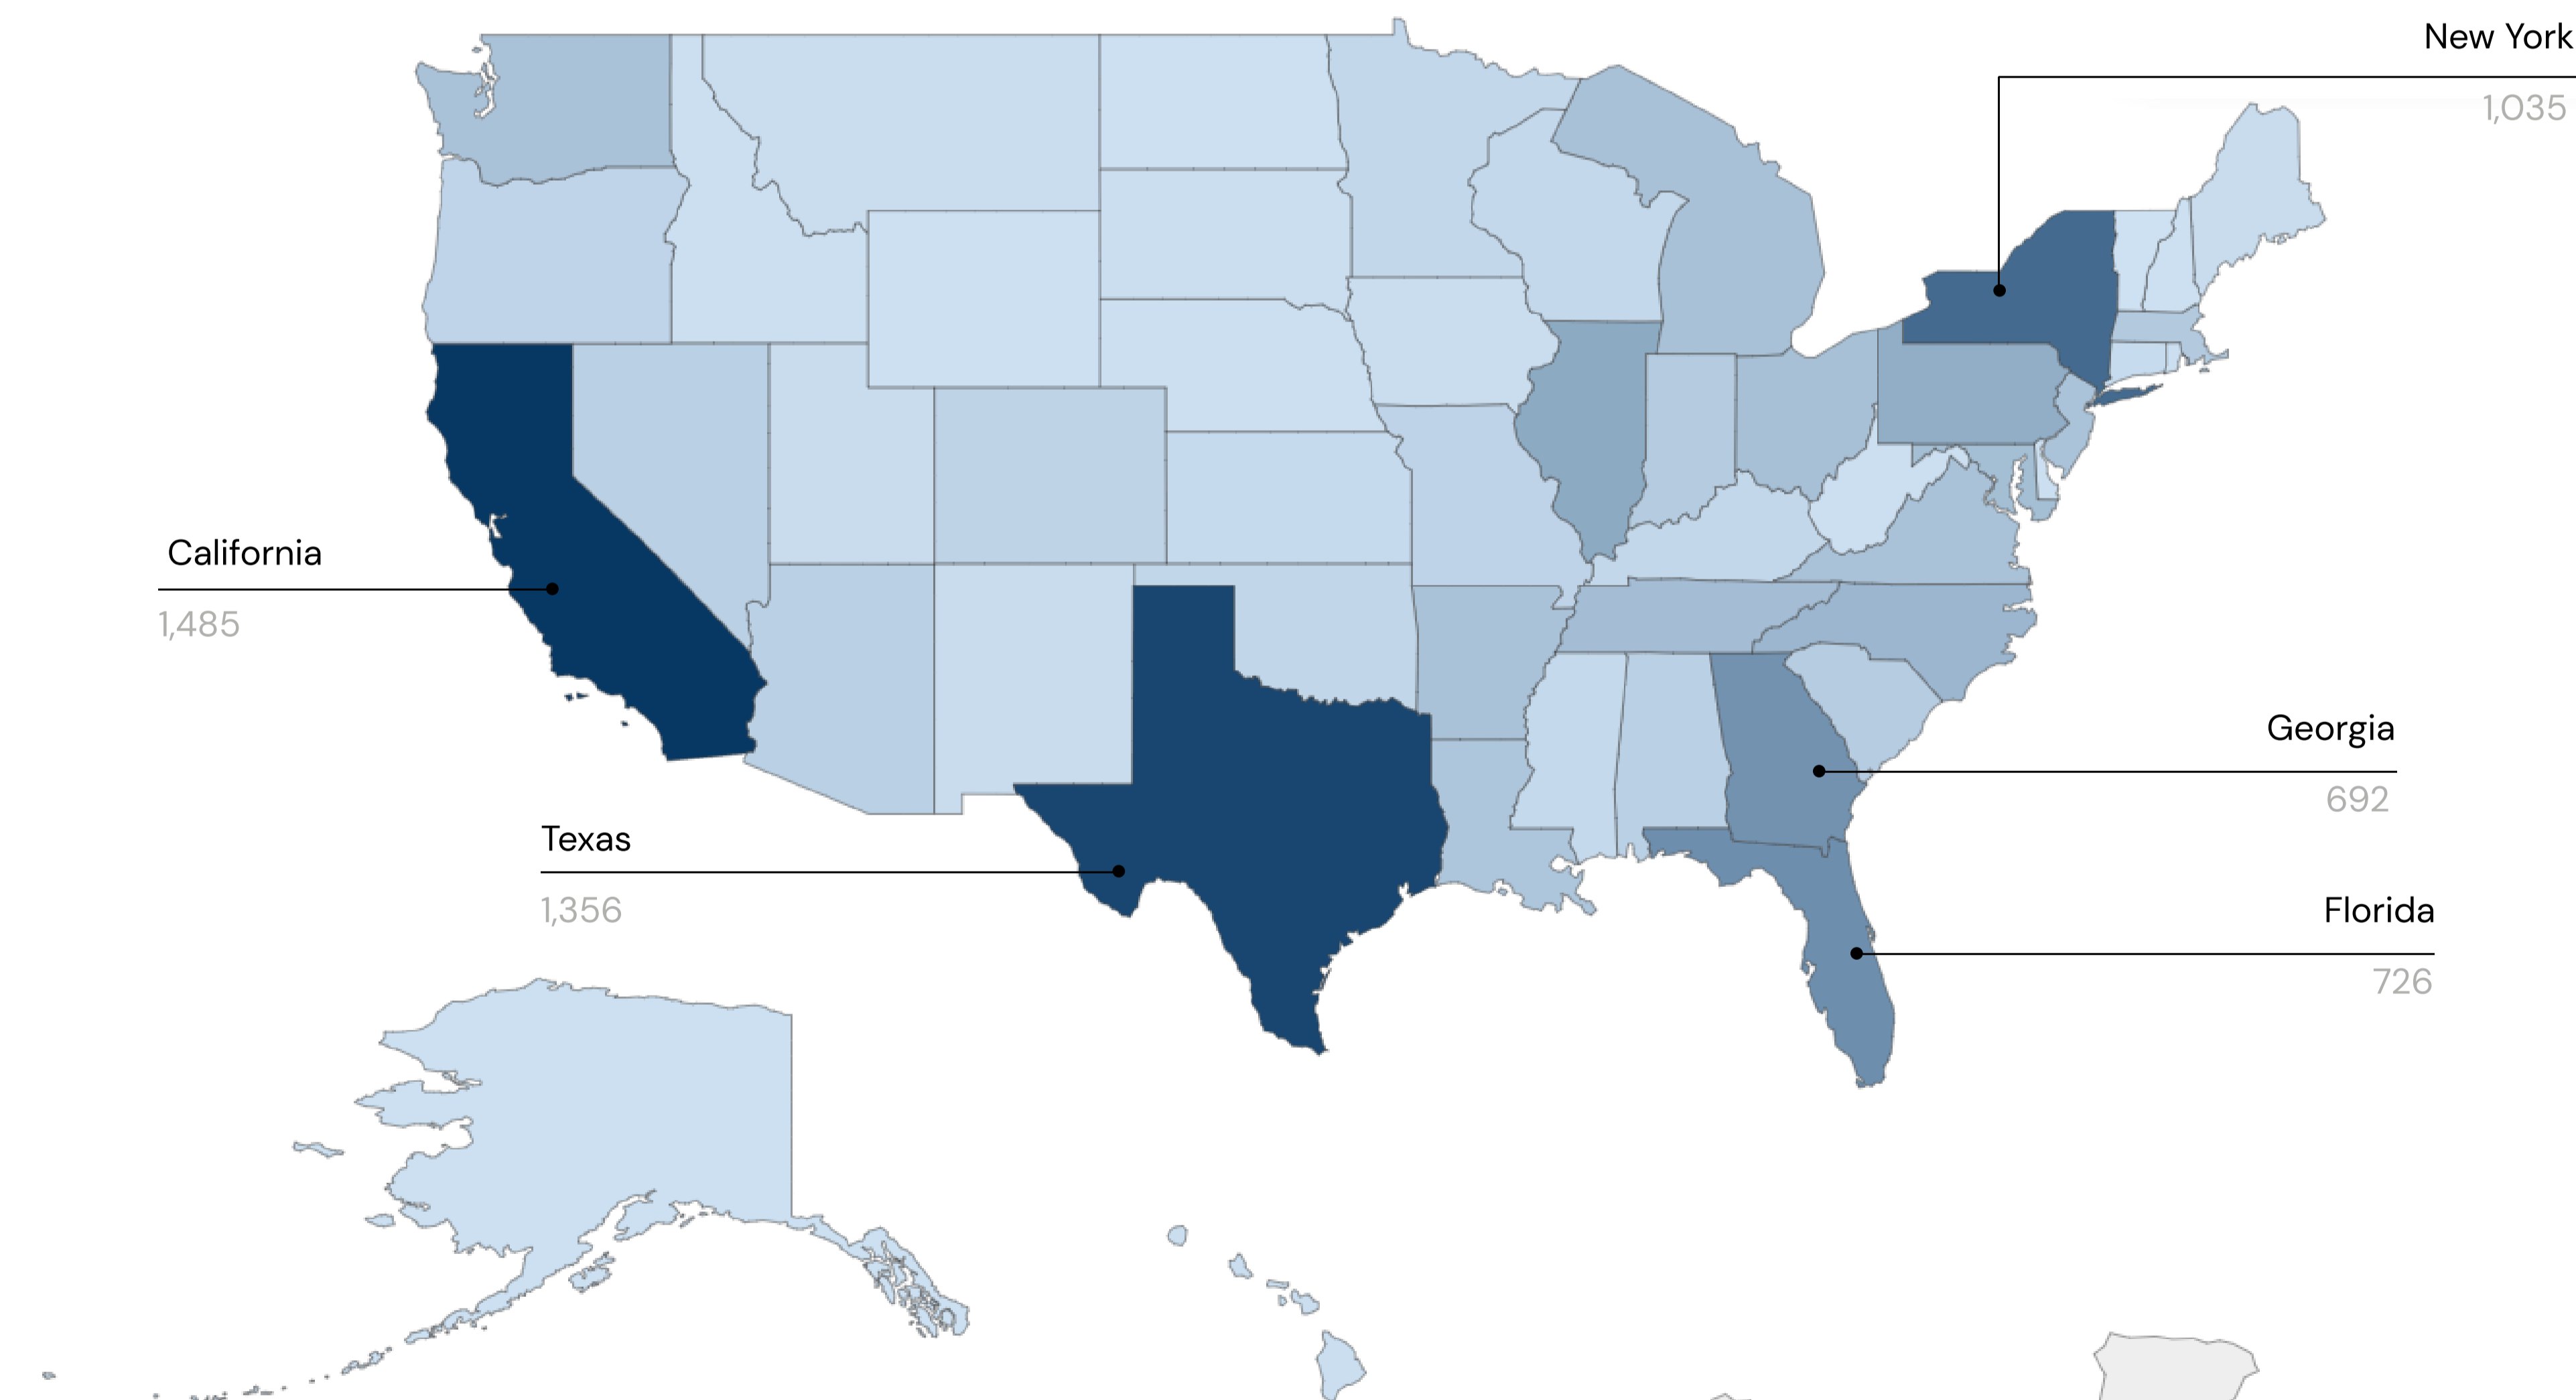 New York
1,035
California
1,485
Georgia
692
Texas
1,356
Florida
726